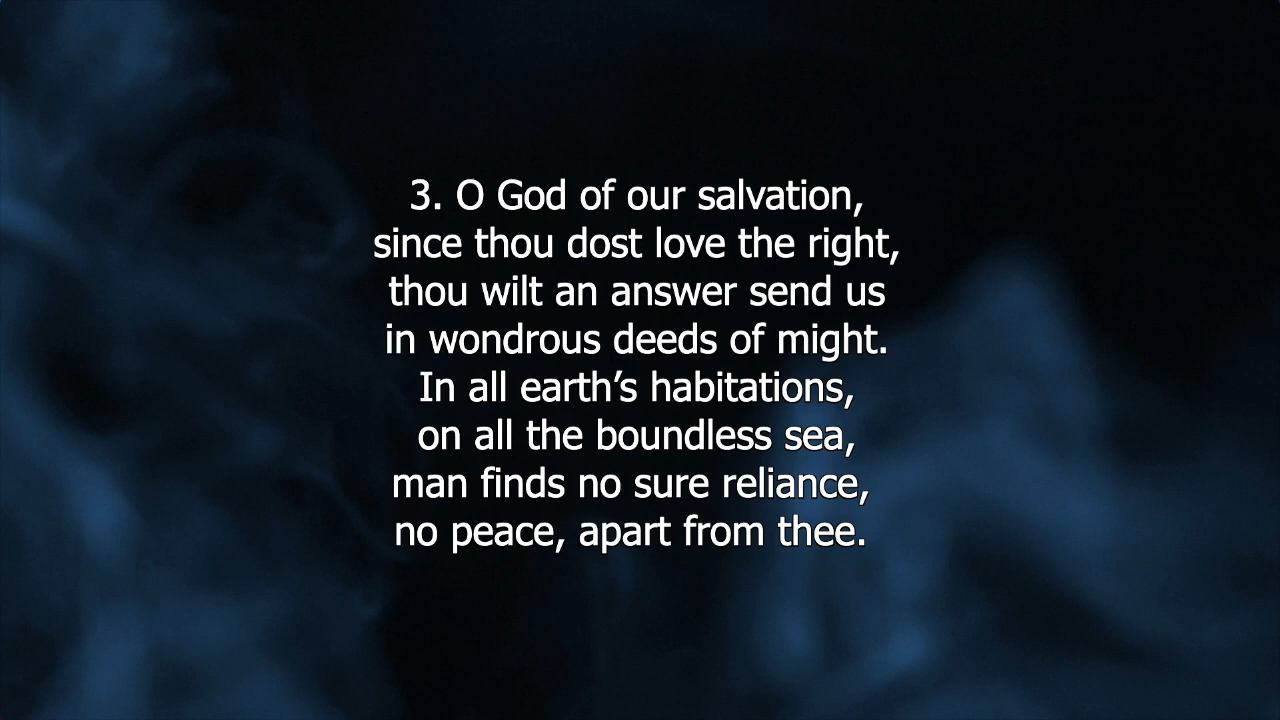 3. O God of our salvation,
since thou dost love the right,
thou wilt an answer send us
in wondrous deeds of might.
In all earth’s habitations,
on all the boundless sea,
man finds no sure reliance,
no peace, apart from thee.